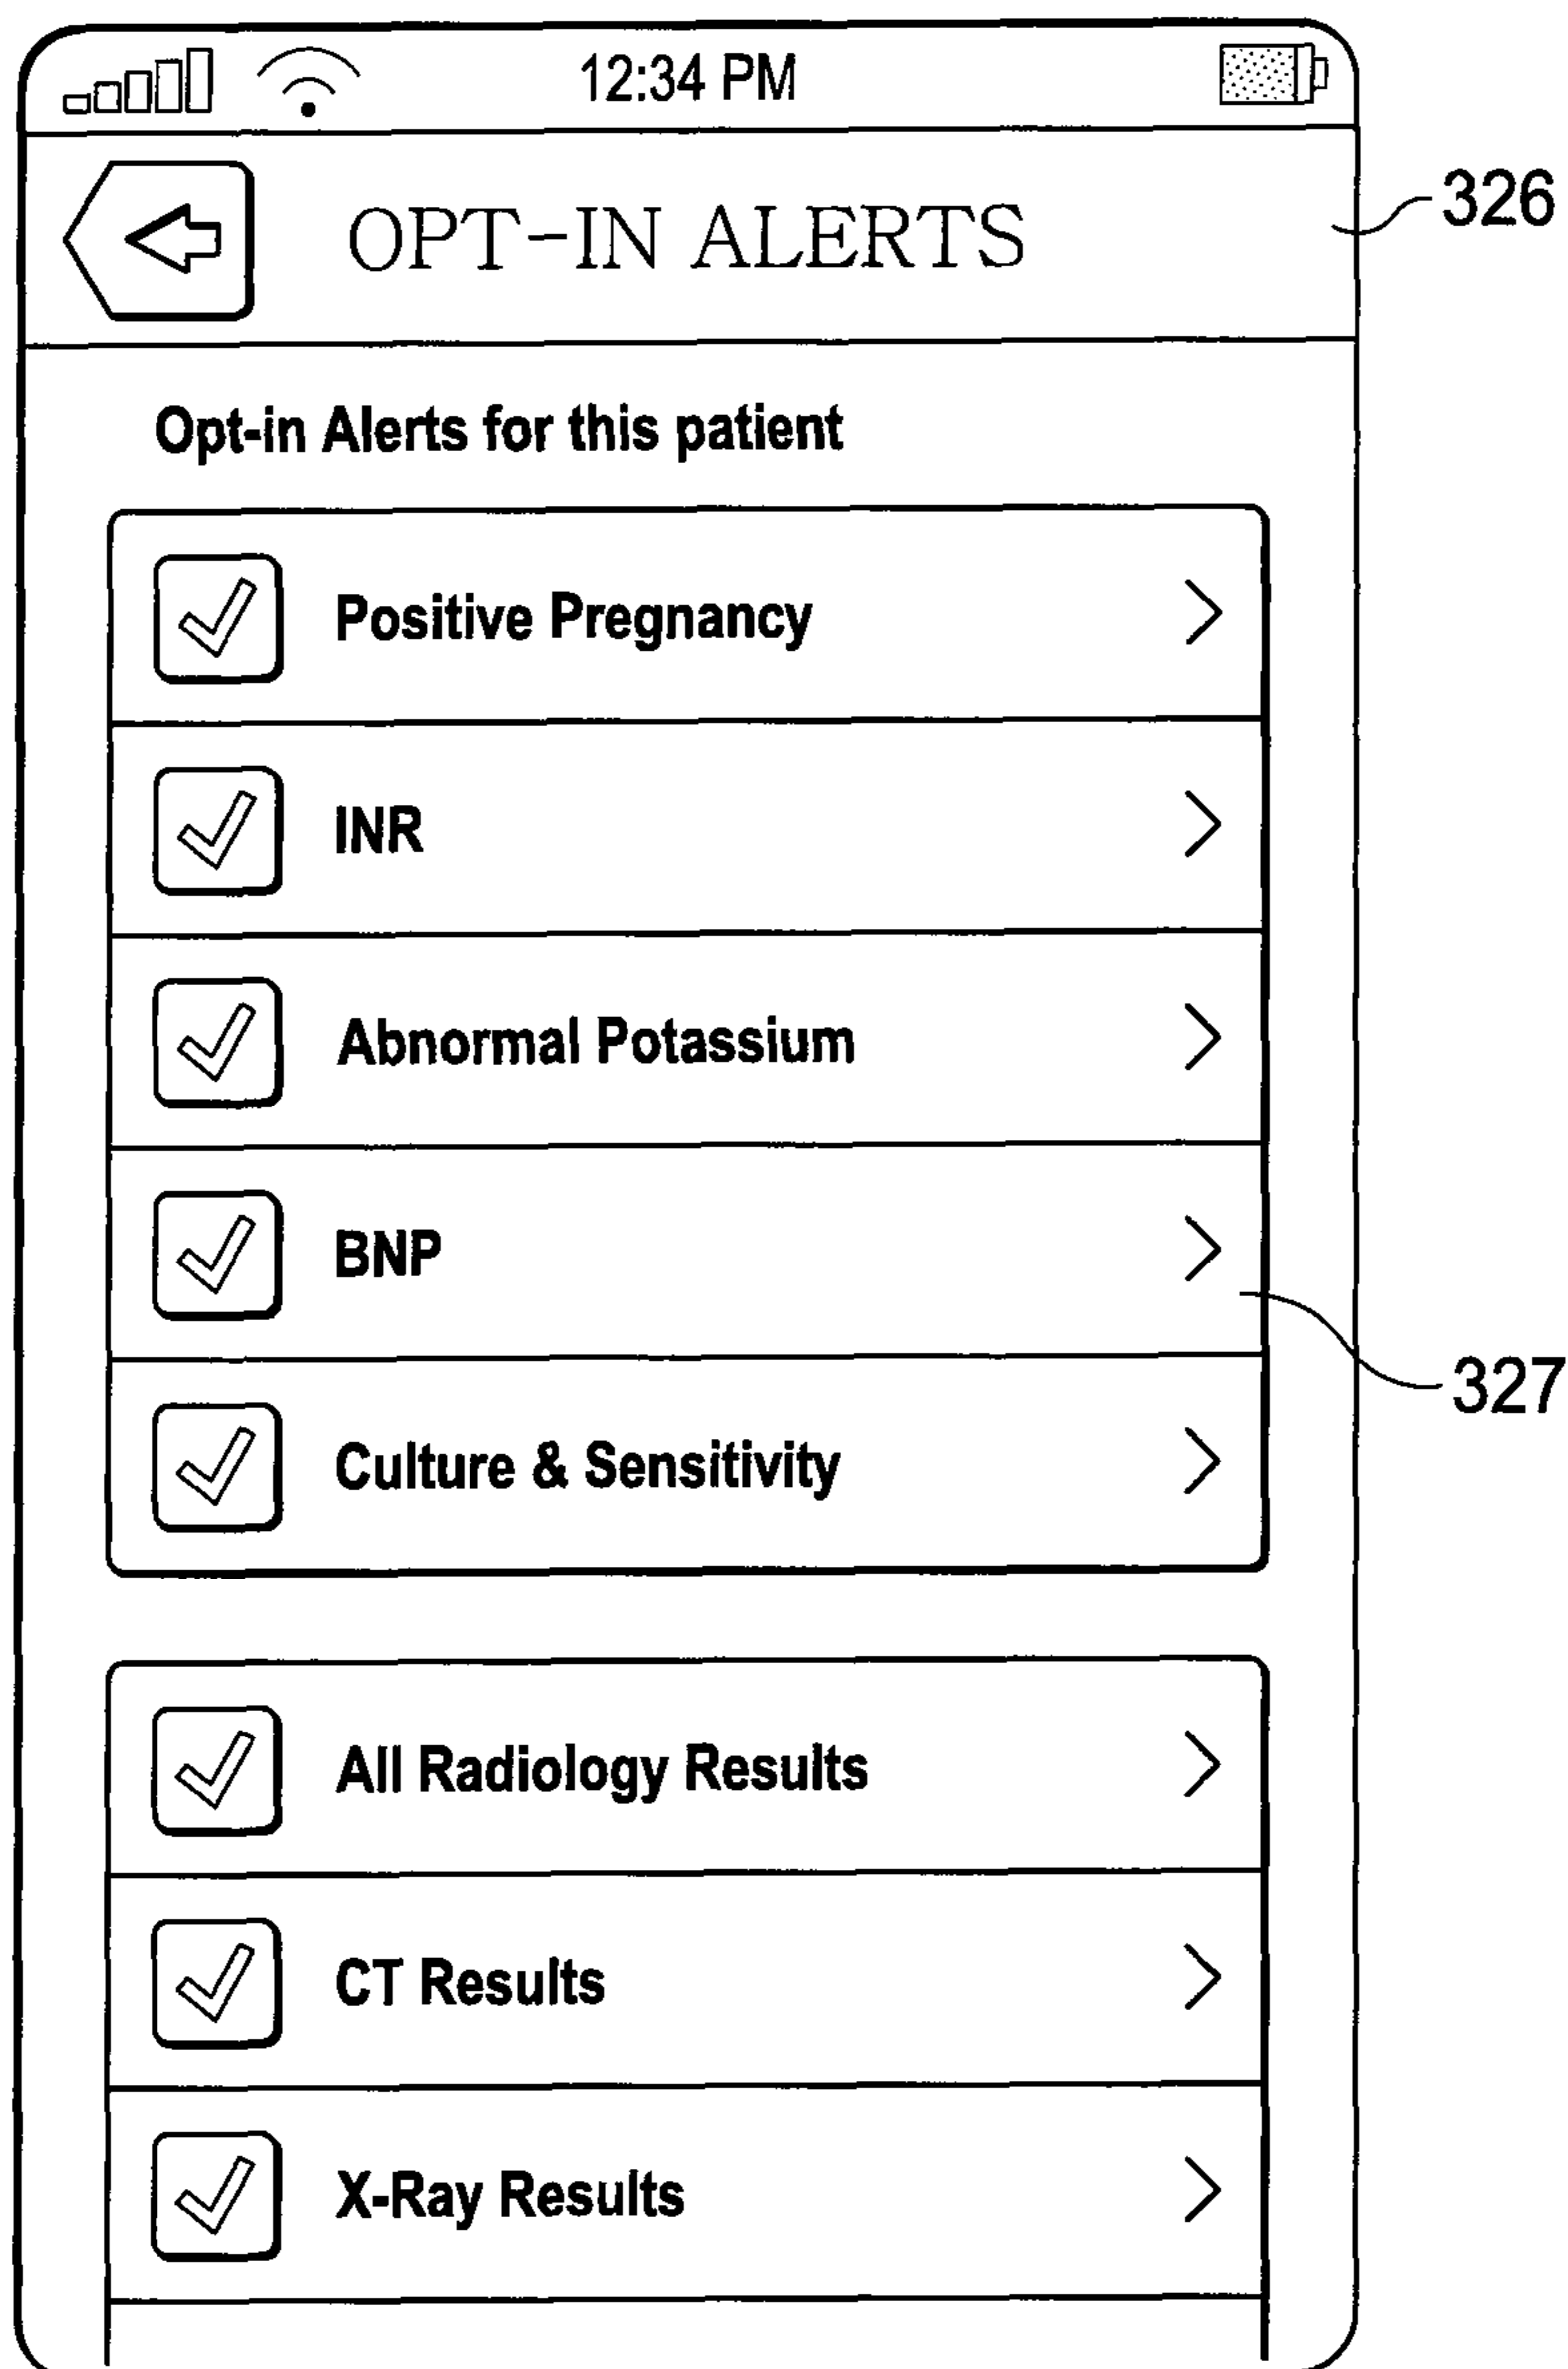 12:34 PM
OPT-IN ALERTS
326
Opt-in Alerts for this patient
Positive Pregnancy
INR
Abnormal Potassium
BNP
327
Culture & Sensitivity
All Radiology Results
CT Results
X-Ray Results